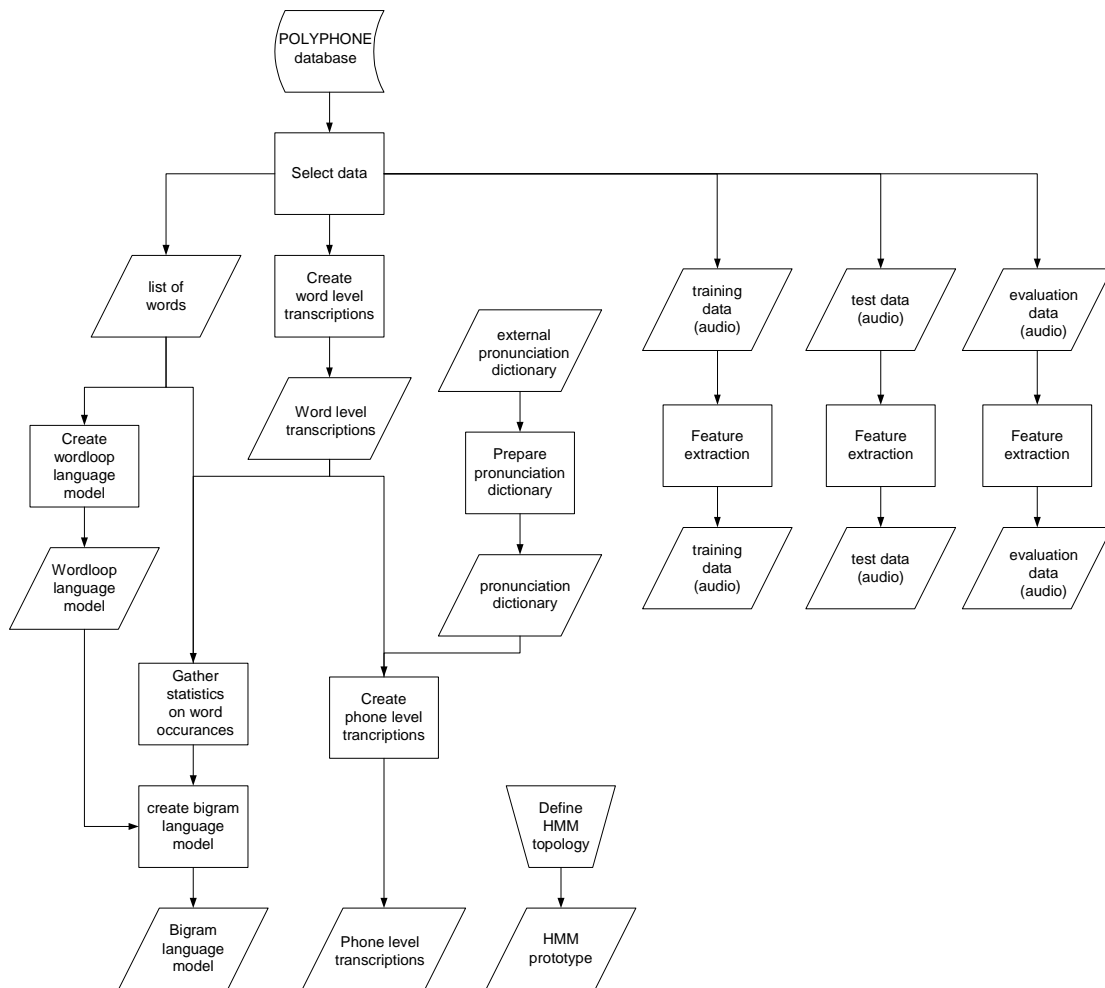 POLYPHONE
database
Select data
list of
words
Create
word level
transcriptions
external
pronunciation
dictionary
training
data
(audio)
test data
(audio)
evaluation
data
(audio)
Word level
transcriptions
Create
wordloop
language
model
Prepare
pronunciation
dictionary
Feature
extraction
Feature
extraction
Feature
extraction
Wordloop
language
model
pronunciation
dictionary
training
data
(audio)
test data
(audio)
evaluation
data
(audio)
Gather
statistics
on word
occurances
Create
phone level
trancriptions
create bigram
language
model
Define
HMM
topology
Bigram
language
model
Phone level
transcriptions
HMM
prototype